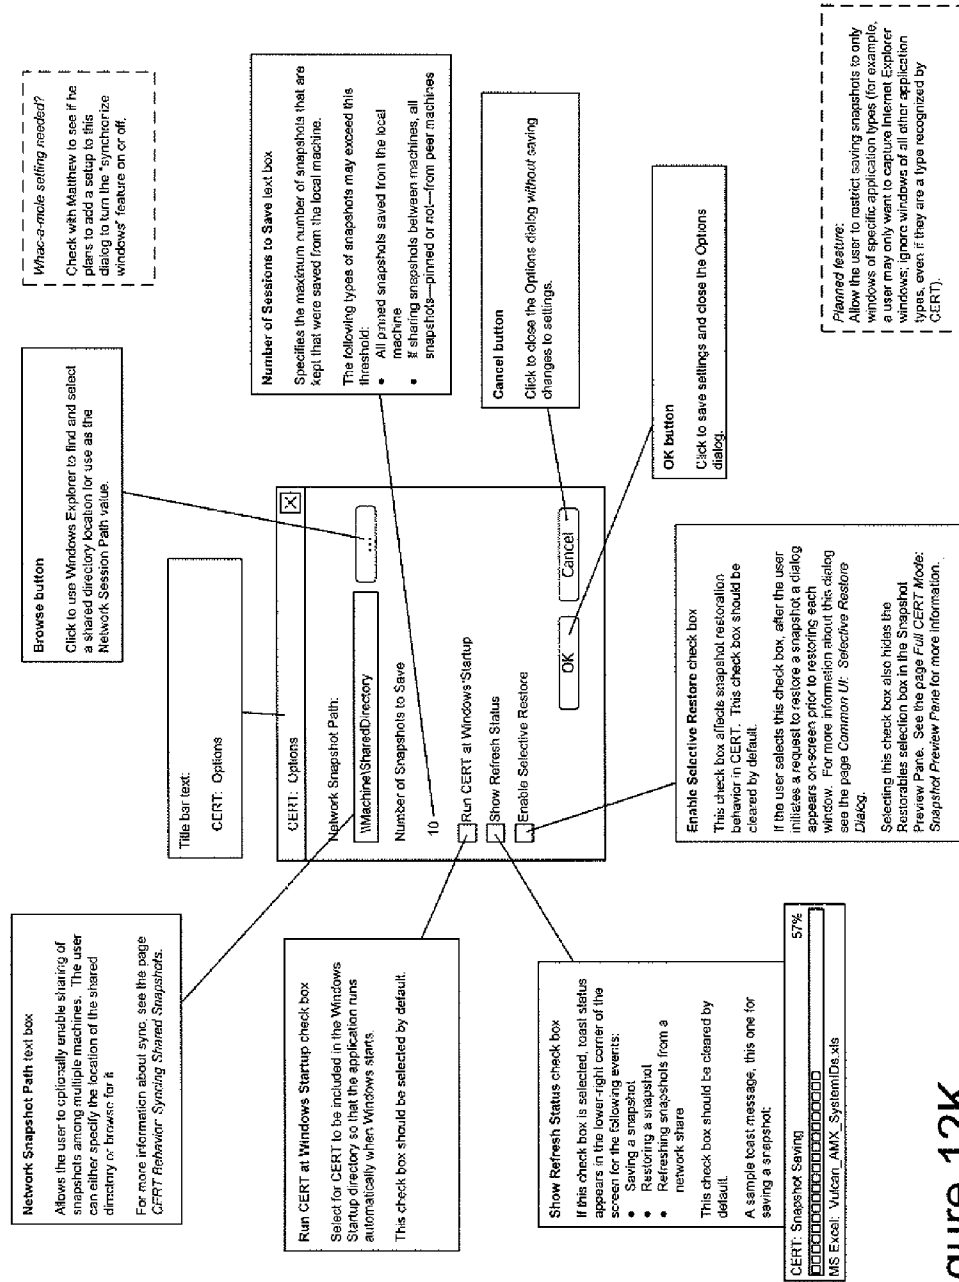 Network Snapshot Path text box
Allows the user to optionally enable sharing of
snapshots among multiple machines. The user
can either specify the location of the shared
directory or browse for it
For more information about sync, see the page
CERT Behavior: Syncing Shared Snapshots.
Title bar text:
CERT: Options
Browse button
Click to use Windows Explorer to find and select
a shared directory location for use as the
Network Session Path value.
Whac-a-mole setting needed?
Check with Matthew to see if he
plans to add a setup to this
dialog to turn the "synchronize
windows" feature on or off.
Run CERT at Windows Startup check box
Select for CERT to be included in the Windows
Startup directory so that the application runs
automatically when Windows starts.
This check box should be selected by default.
CERT: Options
Network Snapshot Path:
\\Machine\SharedDirectory
...
Number of Snapshots to Save
10
Run CERT at Windows Startup
Show Refresh Status
Enable Selective Restore
OK
Cancel
Number of Sessions to Save text box
Specifies the maximum number of snapshots that are
kept that were saved from the local machine.
The following types of snapshots may exceed this
threshold:
• All pinned snapshots saved from the local
machine
• If sharing snapshots between machines, all
snapshots—pinned or not—from peer machines
Cancel button
Click to close the Options dialog without saving
changes to settings.
OK button
Click to save settings and close the Options
dialog.
Show Refresh Status check box
If this check box is selected, toast status
appears in the lower-right corner of the
screen for the following events:
• Saving a snapshot
• Restoring a snapshot
• Refreshing snapshots from a
network share
This check box should be cleared by
default.
A sample toast message, this one for
saving a snapshot:
CERT: Snapshot Saving 57%
MS Excel: Vulcan_AMX_SystemIDs.xls
Enable Selective Restore check box
This check box affects snapshot restoration
behavior in CERT. This check box should be
cleared by default.
If the user selects this check box, after the user
initiates a request to restore a snapshot a dialog
appears on-screen prior to restoring each
window. For more information about this dialog
see the page Common UI: Selective Restore
Dialog.
Selecting this check box also hides the
Restorables selection box in the Snapshot
Preview Pane. See the page Full CERT Mode:
Snapshot Preview Pane for more information.
Planned feature:
Allow the user to restrict saving snapshots to only
windows of specific application types (for example,
a user may only want to capture Internet Explorer
windows; ignore windows of all other application
types, even if they are a type recognized by
CERT).
gure 12K